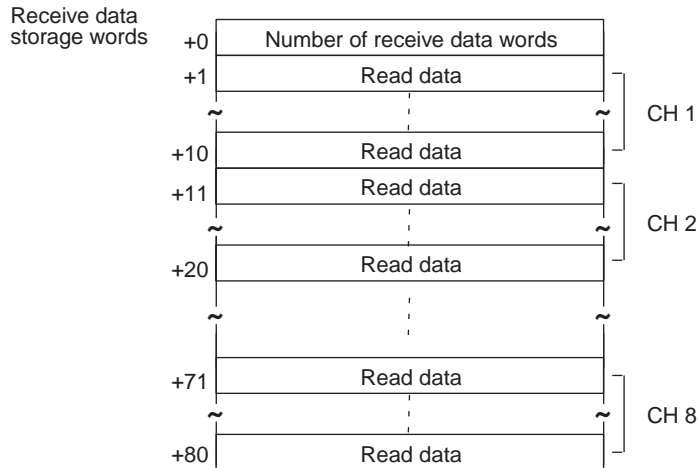 Receive data
storage words
+0 Number of receive data words
+1 Read data
CH 1
+10 Read data
+11 Read data
CH 2
+20 Read data
+71 Read data
CH 8
+80 Read data